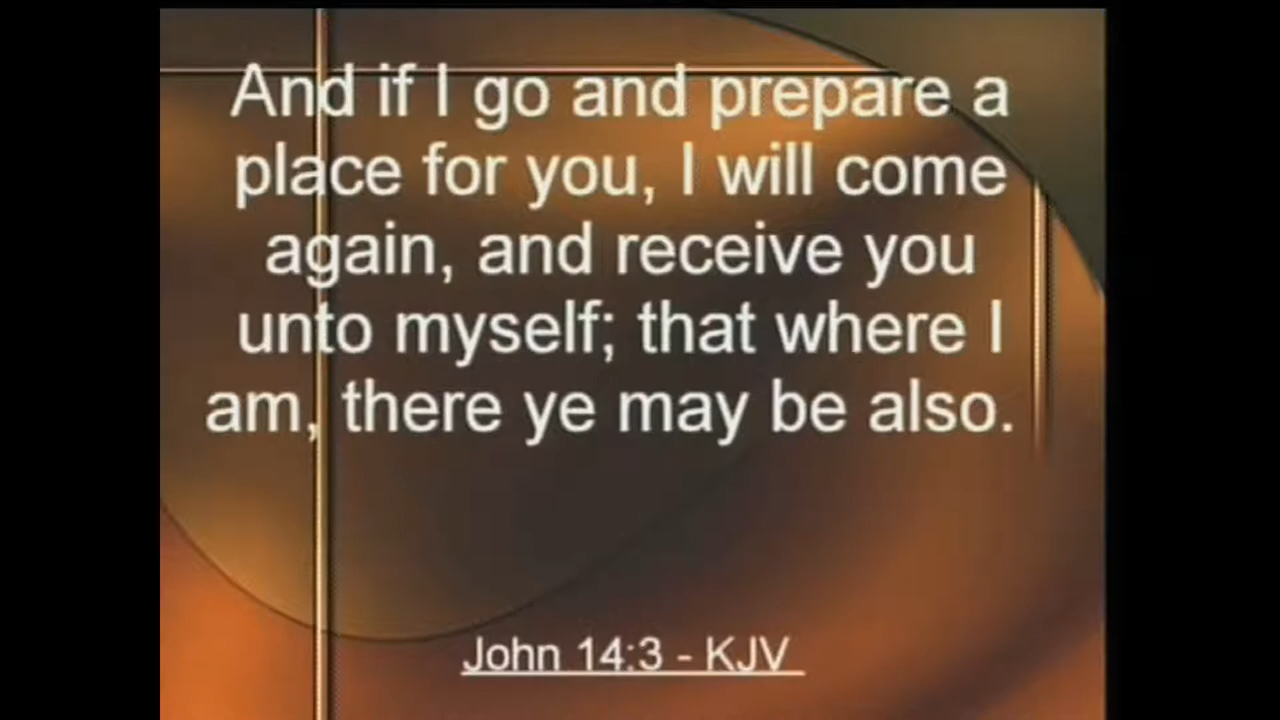 And if I go and prepare a
place for you, I will come
again, and receive you
unto myself; that where I
am, there ye may be also.
John 14:3 - KJV